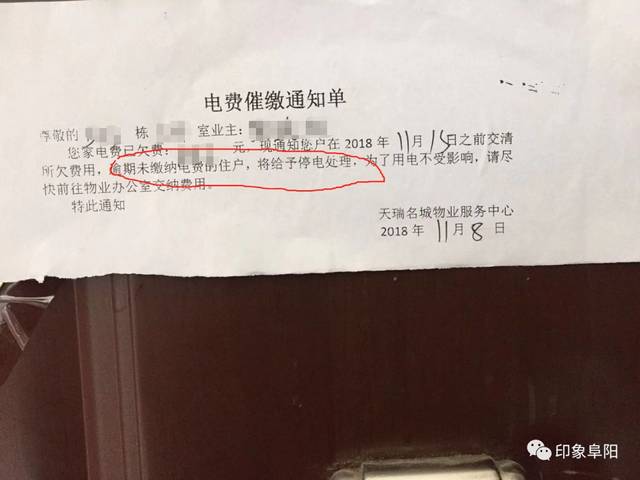 电费催缴通知单
尊敬的 栋 室业主：
您家电费已欠费： 元，现通知您户在 2018 年 11 月 15 日之前交清
所欠费用，逾期未缴纳电费的住户，将给予停电处理，为了用电不受影响，请尽
快前往物业办公室交纳费用。
特此通知
天瑞名城物业服务中心
2018 年 11 月 8 日
印象阜阳